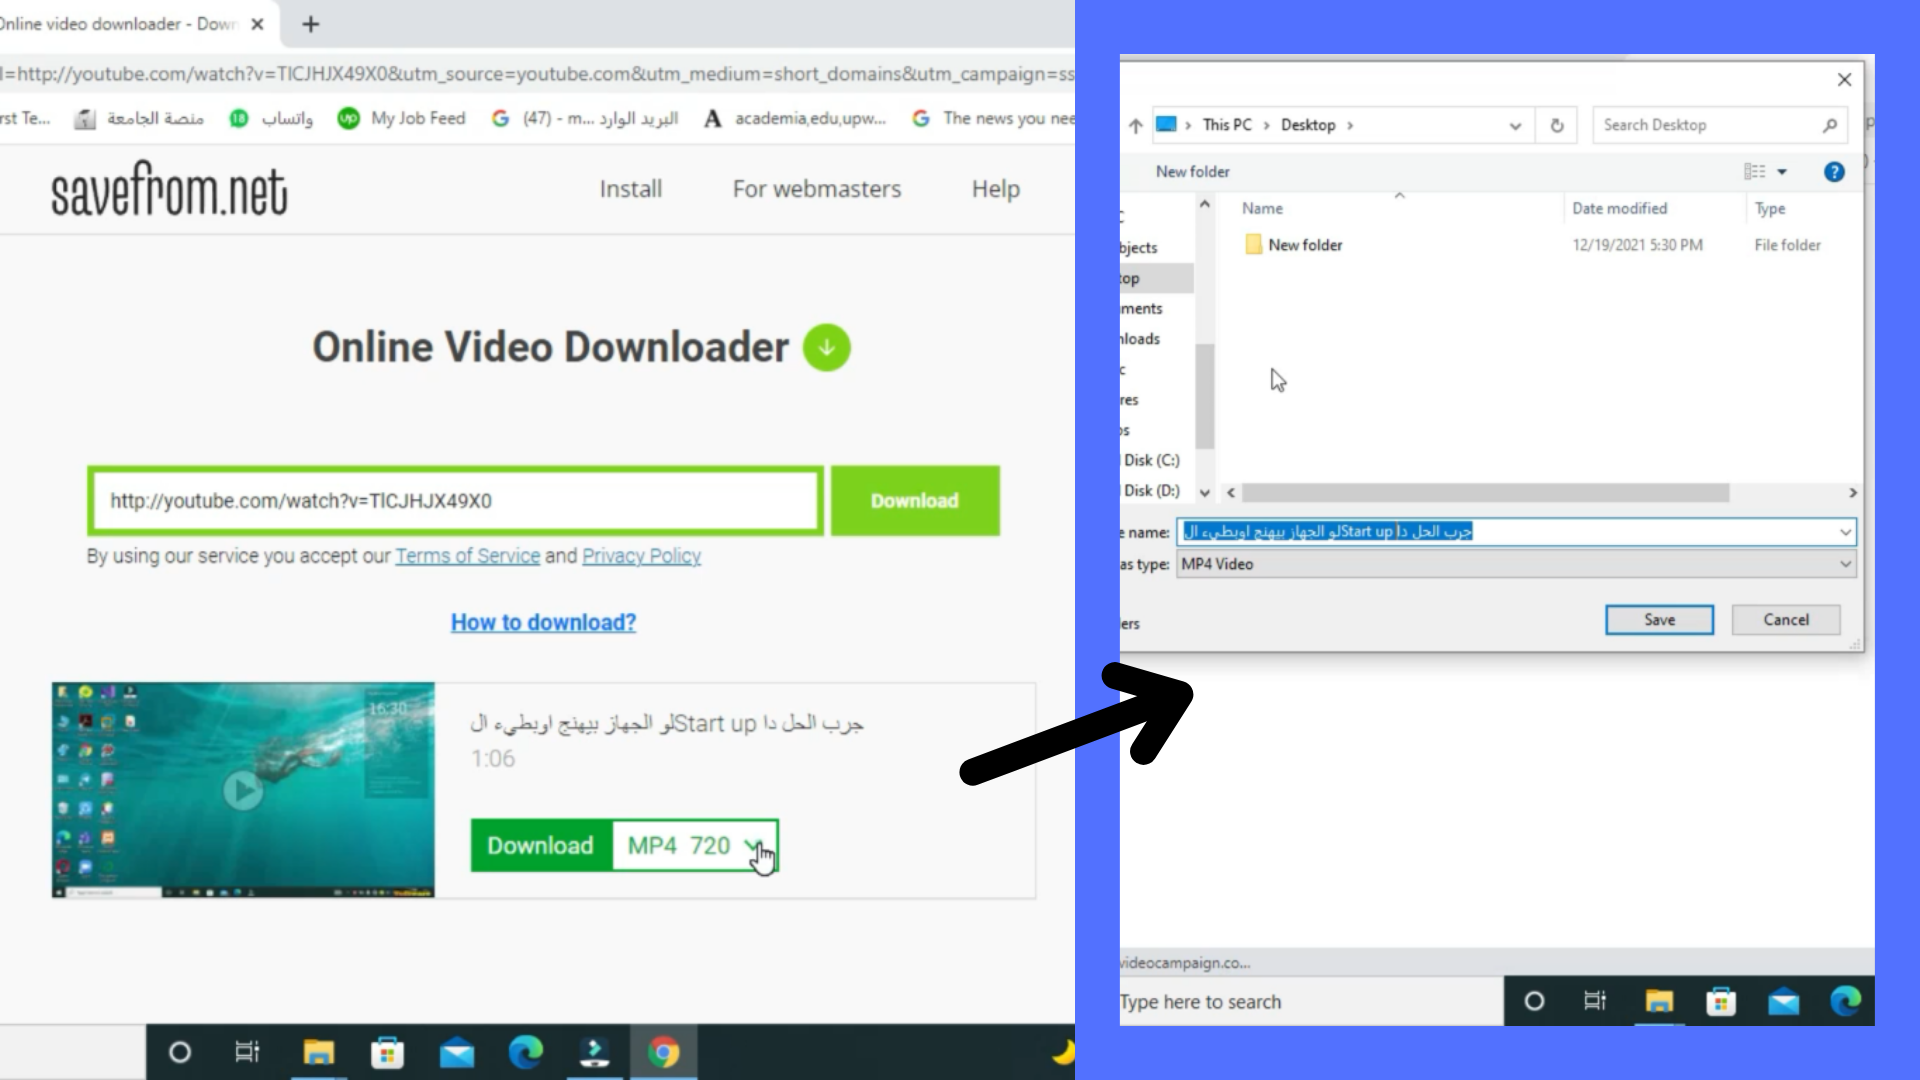 Online video downloader - Down
l=http://youtube.com/watch?v=TlCJHJX49X0&utm_source=youtube.com&utm_medium=short_domains&utm_campaign=ss
rst Te...
منصة الجامعة
واتساب
My Job Feed
(47) - m... البريد الوارد
academia,edu,upw...
The news you nee
savefrom.net
Install
For webmasters
Help
Online Video Downloader
http://youtube.com/watch?v=TlCJHJX49X0
Download
By using our service you accept our Terms of Service and Privacy Policy
How to download?
16:30
جرب الحل دا Start upلو الجهاز بيهنج اوبطيء ال
1:06
Download MP4 720
This PC > Desktop >
Search Desktop
New folder
Name
Date modified
Type
New folder
12/19/2021 5:30 PM
File folder
bjects
top
ments
nloads
c
res
os
Disk (C:)
Disk (D:)
e name:
جرب الحل دا Start upلو الجهاز بيهنج اوبطيء ال
as type:
MP4 Video
ers
Save
Cancel
videocampaign.co...
Type here to search